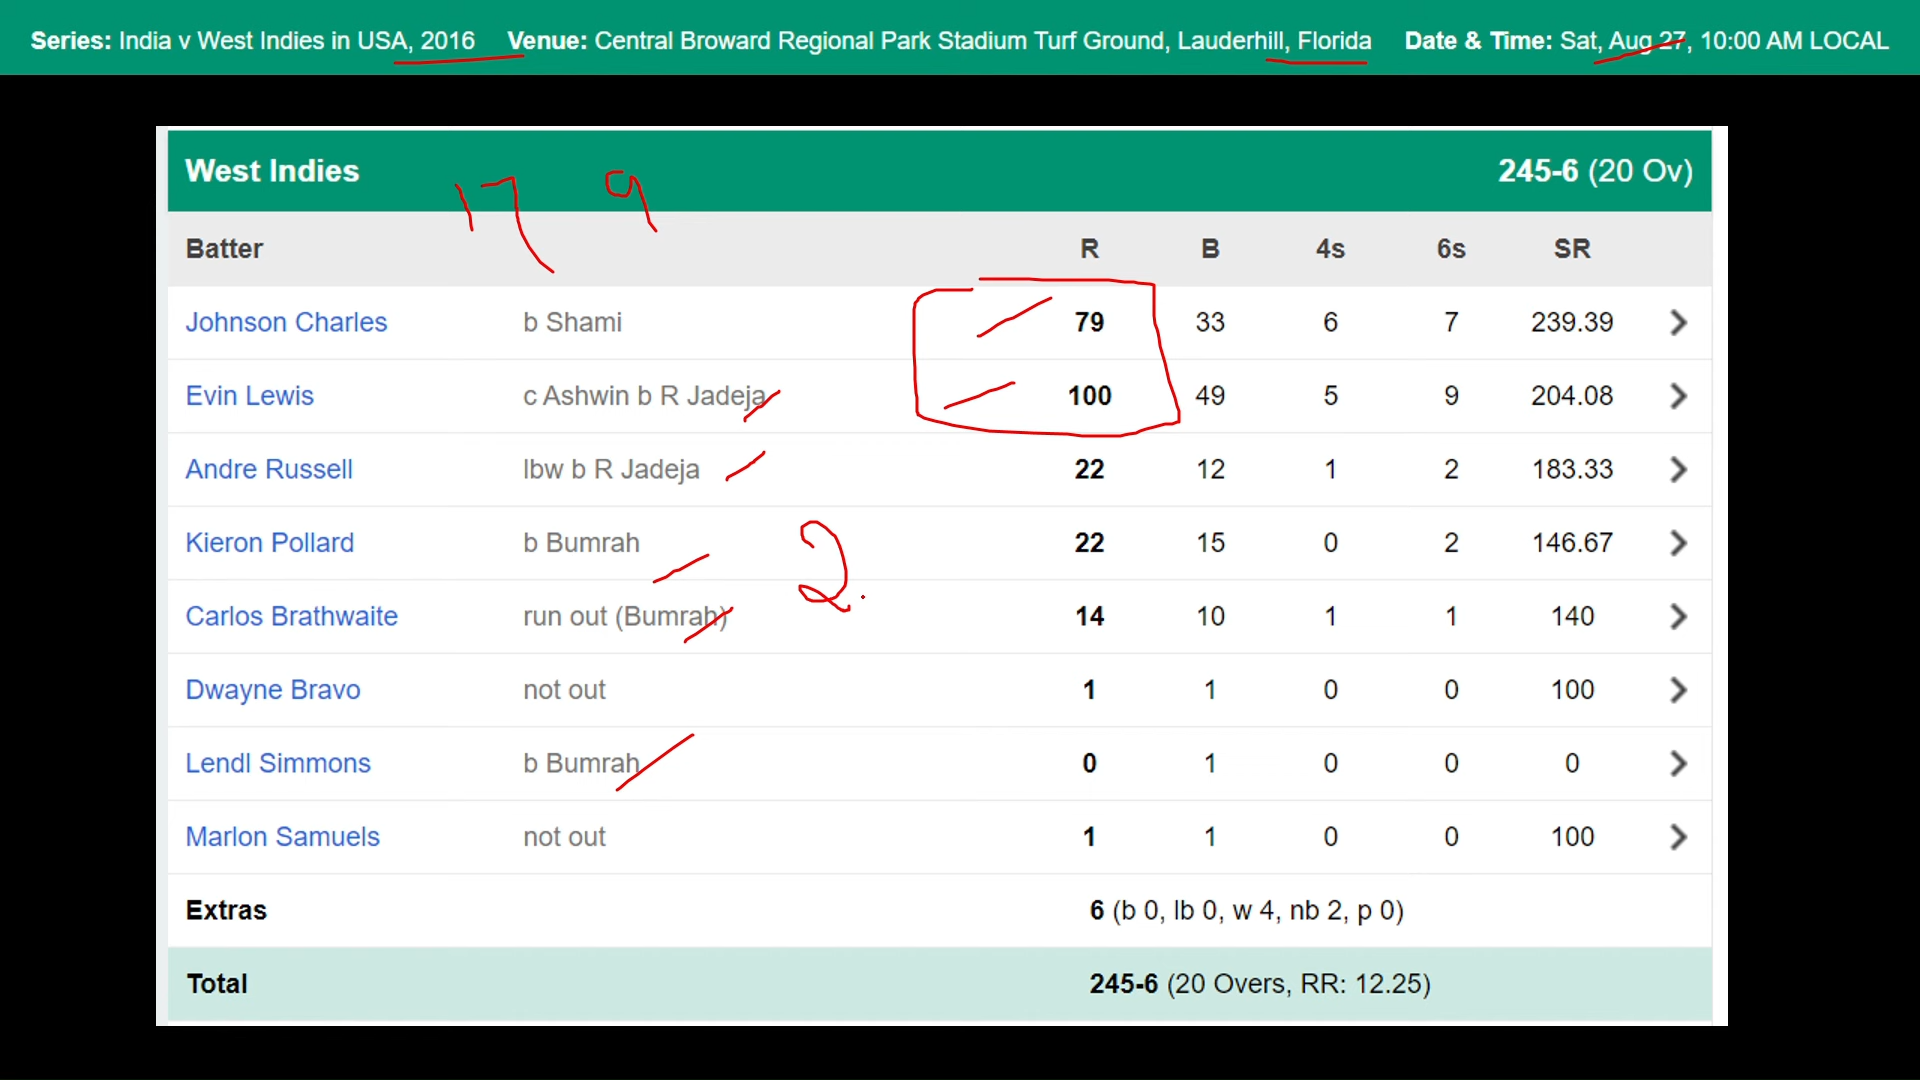 Series: India v West Indies in USA, 2016 Venue: Central Broward Regional Park Stadium Turf Ground, Lauderhill, Florida Date & Time: Sat, Aug 27, 10:00 AM LOCAL
West Indies 245-6 (20 Ov)
179
Batter R B 4s 6s SR
Johnson Charles b Shami 79 33 6 7 239.39
Evin Lewis c Ashwin b R Jadeja 100 49 5 9 204.08
Andre Russell lbw b R Jadeja 22 12 1 2 183.33
Kieron Pollard b Bumrah 22 15 0 2 146.67
2.
Carlos Brathwaite run out (Bumrah) 14 10 1 1 140
Dwayne Bravo not out 1 1 0 0 100
Lendl Simmons b Bumrah 0 1 0 0 0
Marlon Samuels not out 1 1 0 0 100
Extras 6 (b 0, lb 0, w 4, nb 2, p 0)
Total 245-6 (20 Overs, RR: 12.25)